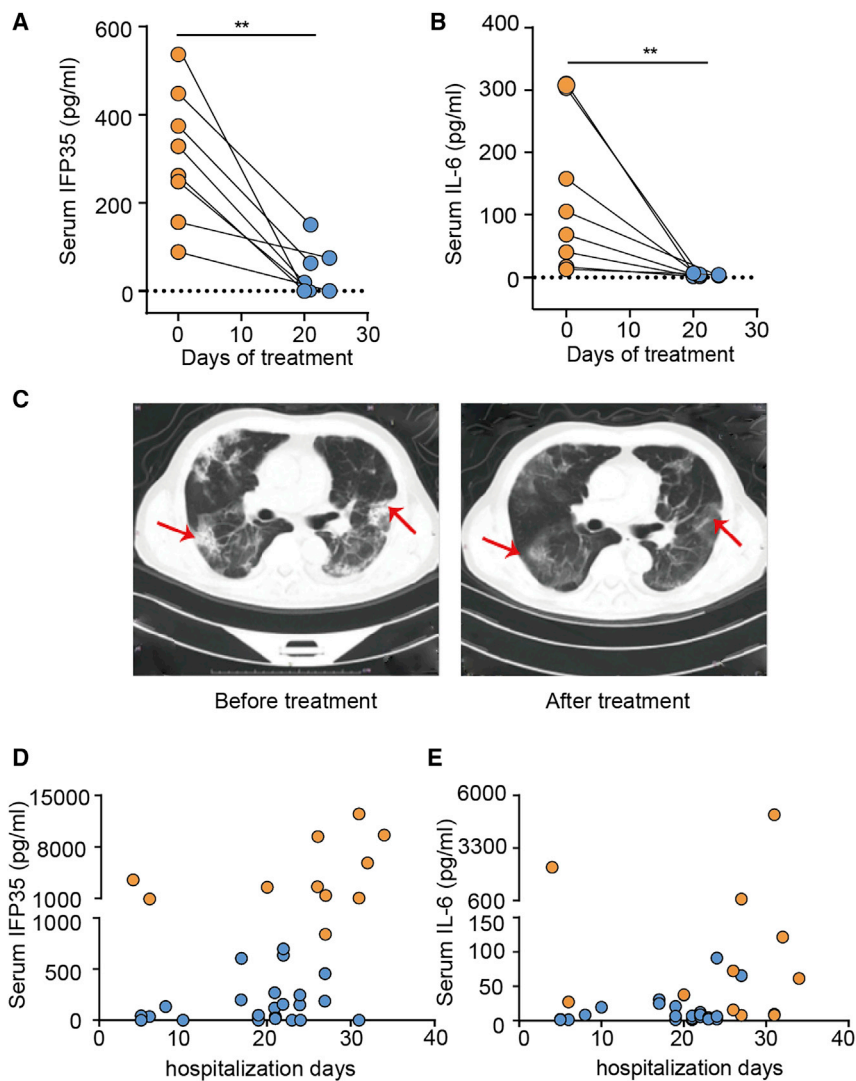 A
Serum IFP35 (pg/ml)
600
400
200
0
**
0 10 20 30
Days of treatment
B
Serum IL-6 (pg/ml)
400
300
200
100
0
**
0 10 20 30
Days of treatment
C
Before treatment
After treatment
D
Serum IFP35 (pg/ml)
15000
8000
1000
1000
500
0
0 10 20 30 40
hospitalization days
E
Serum IL-6 (pg/ml)
6000
3300
600
150
100
50
0
0 10 20 30 40
hospitalization days